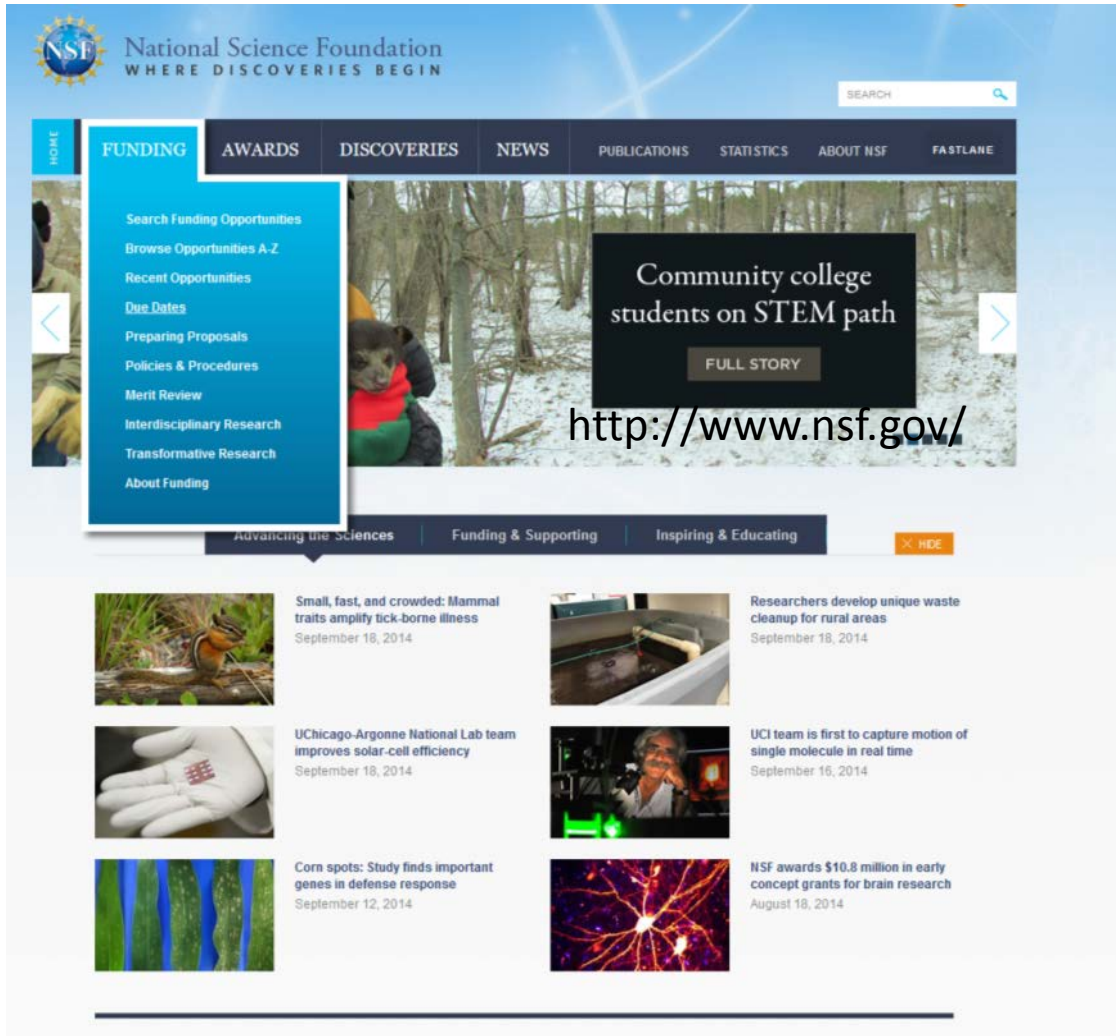 NSF
National Science Foundation
WHERE DISCOVERIES BEGIN
SEARCH
HOME
FUNDING
AWARDS
DISCOVERIES
NEWS
PUBLICATIONS
STATISTICS
ABOUT NSF
FASTLANE
Search Funding Opportunities
Browse Opportunities A-Z
Recent Opportunities
Due Dates
Preparing Proposals
Policies & Procedures
Merit Review
Interdisciplinary Research
Transformative Research
About Funding
Community college
students on STEM path
FULL STORY
http://www.nsf.gov/
Advancing the Sciences
Funding & Supporting
Inspiring & Educating
X HIDE
Small, fast, and crowded: Mammal
traits amplify tick-borne illness
September 18, 2014
Researchers develop unique waste
cleanup for rural areas
September 18, 2014
UChicago-Argonne National Lab team
improves solar-cell efficiency
September 18, 2014
UCI team is first to capture motion of
single molecule in real time
September 16, 2014
Corn spots: Study finds important
genes in defense response
September 12, 2014
NSF awards $10.8 million in early
concept grants for brain research
August 18, 2014